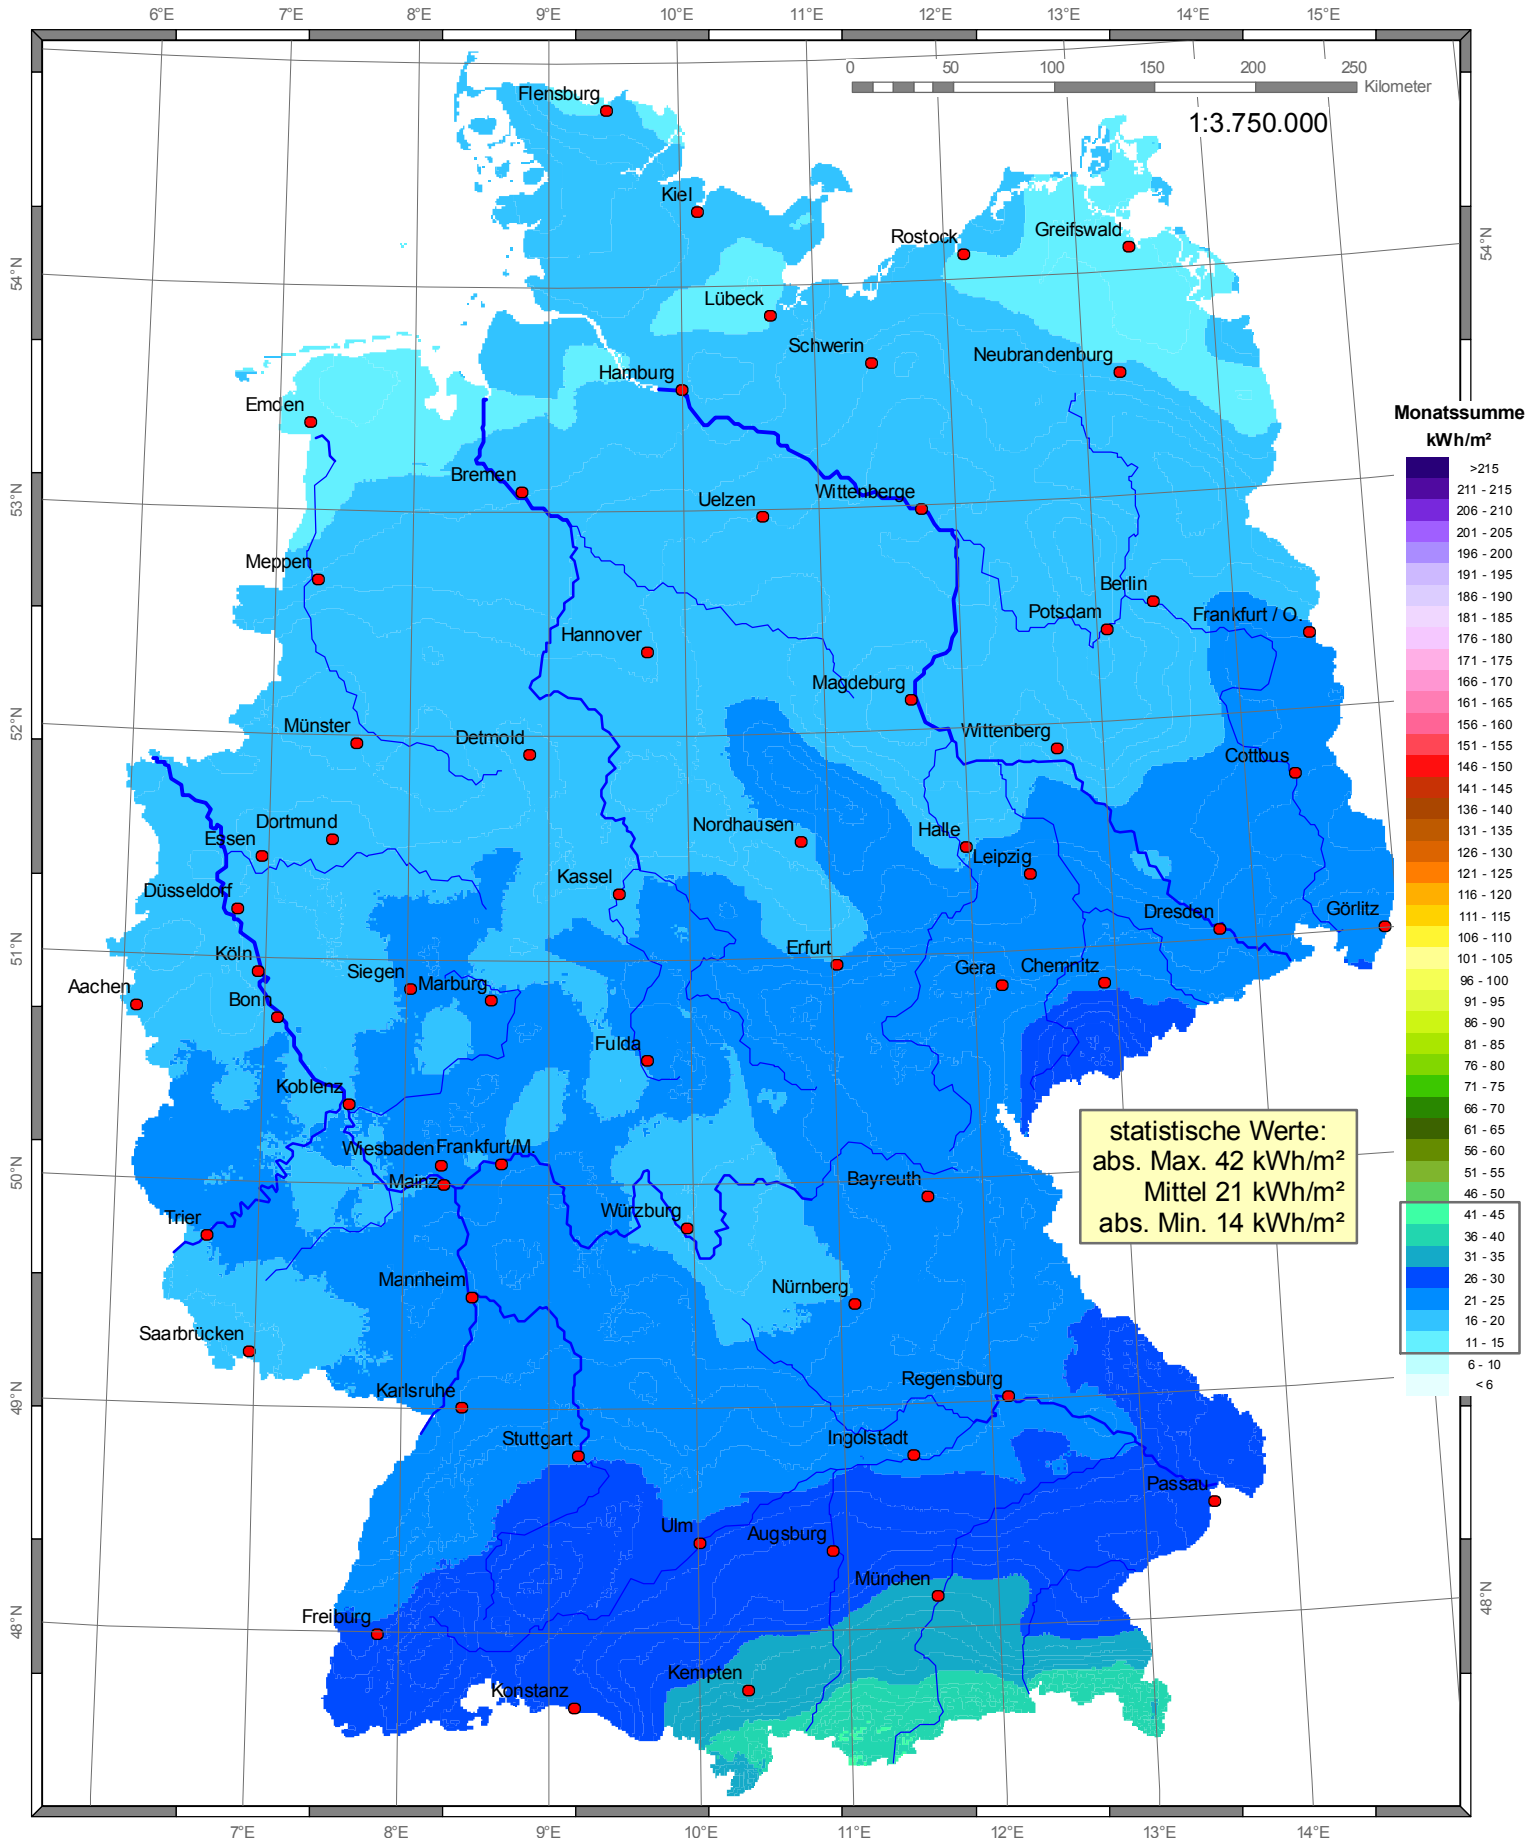 6°E 7°E 8°E 9°E 10°E 11°E 12°E 13°E 14°E 15°E
0 50 100 150 200 250
Kilometer
1:3.750.000
Flensburg
Kiel
Rostock
Greifswald
54°N
54°N
Lübeck
Schwerin
Neubrandenburg
Hamburg
Emden
Bremen
Uelzen
Wittenberge
53°N
Meppen
Berlin
Potsdam
Frankfurt / O.
Hannover
Magdeburg
52°N
Münster
Detmold
Wittenberg
Cottbus
Dortmund
Essen
Nordhausen
Halle
Leipzig
Kassel
Düsseldorf
Dresden
Görlitz
51°N
Köln
Erfurt
Siegen
Marburg
Gera
Chemnitz
Aachen
Bonn
Fulda
Koblenz
Wiesbaden
Frankfurt/M.
50°N
Mainz
Bayreuth
Trier
Würzburg
Mannheim
Nürnberg
Saarbrücken
49°N
Karlsruhe
Regensburg
Stuttgart
Ingolstadt
Passau
Ulm
Augsburg
München
48°N
48°N
Freiburg
Kempten
Konstanz
Monatssumme
kWh/m²
>215
211 - 215
206 - 210
201 - 205
196 - 200
191 - 195
186 - 190
181 - 185
176 - 180
171 - 175
166 - 170
161 - 165
156 - 160
151 - 155
146 - 150
141 - 145
136 - 140
131 - 135
126 - 130
121 - 125
116 - 120
111 - 115
106 - 110
101 - 105
96 - 100
91 - 95
86 - 90
81 - 85
76 - 80
71 - 75
66 - 70
61 - 65
56 - 60
51 - 55
46 - 50
41 - 45
36 - 40
31 - 35
26 - 30
21 - 25
16 - 20
11 - 15
6 - 10
< 6
statistische Werte:
abs. Max. 42 kWh/m²
Mittel 21 kWh/m²
abs. Min. 14 kWh/m²
7°E 8°E 9°E 10°E 11°E 12°E 13°E 14°E